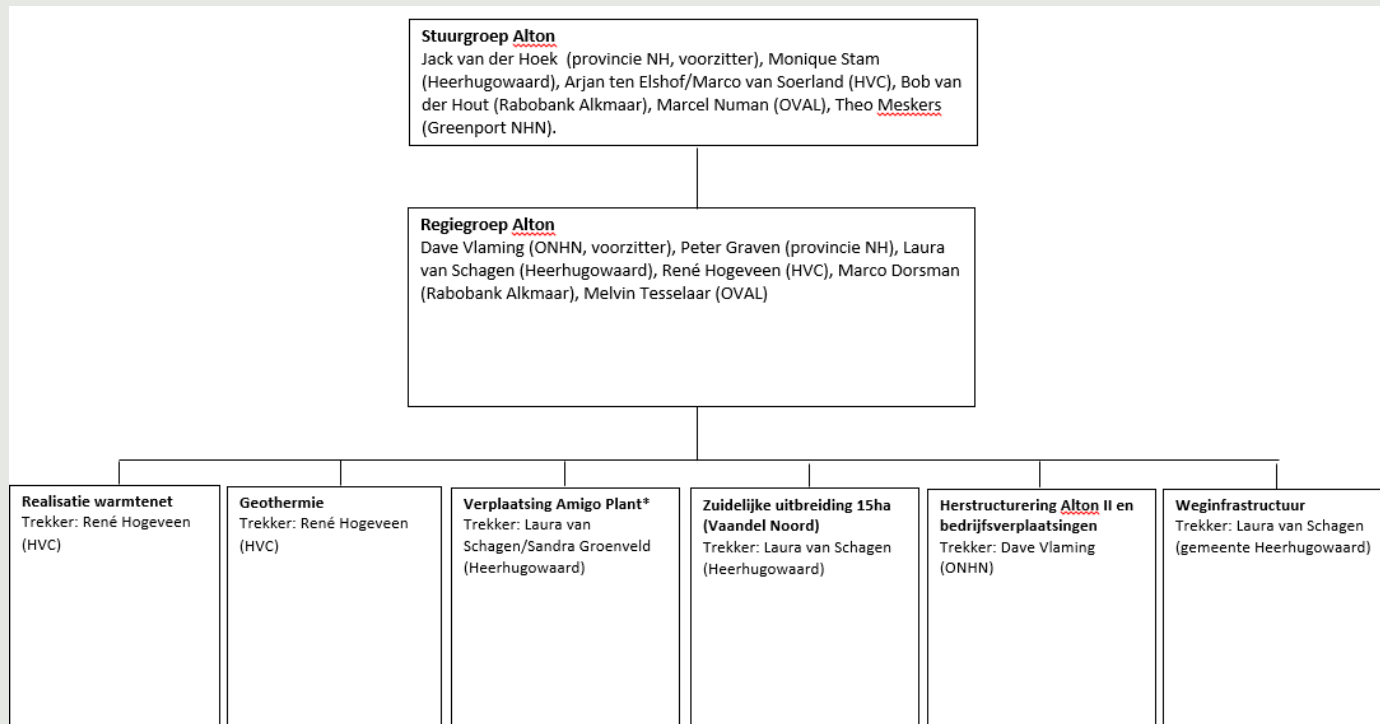 Stuurgroep Alton
Jack van der Hoek  (provincie NH, voorzitter), Monique Stam
(Heerhugowaard), Arjan ten Elshof/Marco van Soerland (HVC), Bob van
der Hout (Rabobank Alkmaar), Marcel Numan (OVAL), Theo Meskers
(Greenport NHN).
Regiegroep Alton
Dave Vlaming (ONHN, voorzitter), Peter Graven (provincie NH), Laura
van Schagen (Heerhugowaard), René Hogeveen (HVC), Marco Dorsman
(Rabobank Alkmaar), Melvin Tesselaar (OVAL)
Realisatie warmtenet
Trekker: René Hogeveen
(HVC)
Geothermie
Trekker: René Hogeveen
(HVC)
Verplaatsing Amigo Plant*
Trekker: Laura van
Schagen/Sandra Groenveld
(Heerhugowaard)
Zuidelijke uitbreiding 15ha
(Vaandel Noord)
Trekker: Laura van Schagen
(Heerhugowaard)
Herstructurering Alton II en
bedrijfsverplaatsingen
Trekker: Dave Vlaming
(ONHN)
Weginfrastructuur
Trekker: Laura van Schagen
(gemeente Heerhugowaard)